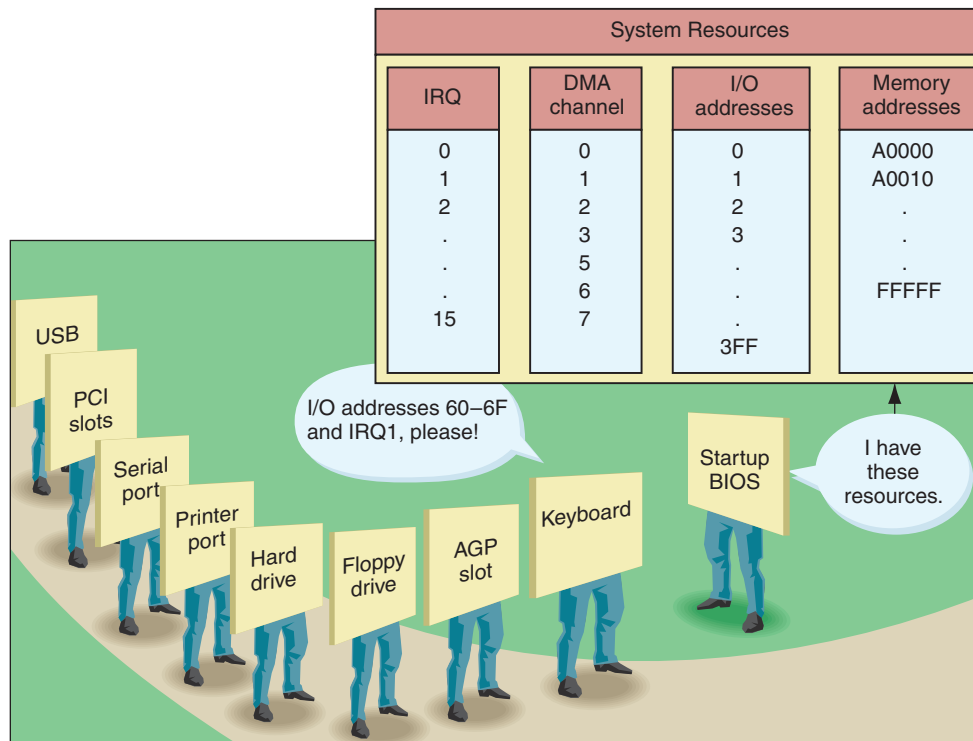 System Resources
IRQ
0
1
2
.
.
.
15
DMA
channel
0
1
2
3
5
6
7
I/O
addresses
0
1
2
3
.
.
.
3FF
Memory
addresses
A0000
A0010
.
.
.
FFFFF
USB
PCI
slots
Serial
port
Printer
port
Hard
drive
Floppy
drive
AGP
slot
Keyboard
I/O addresses 60–6F
and IRQ1, please!
Startup
BIOS
I have
these
resources.